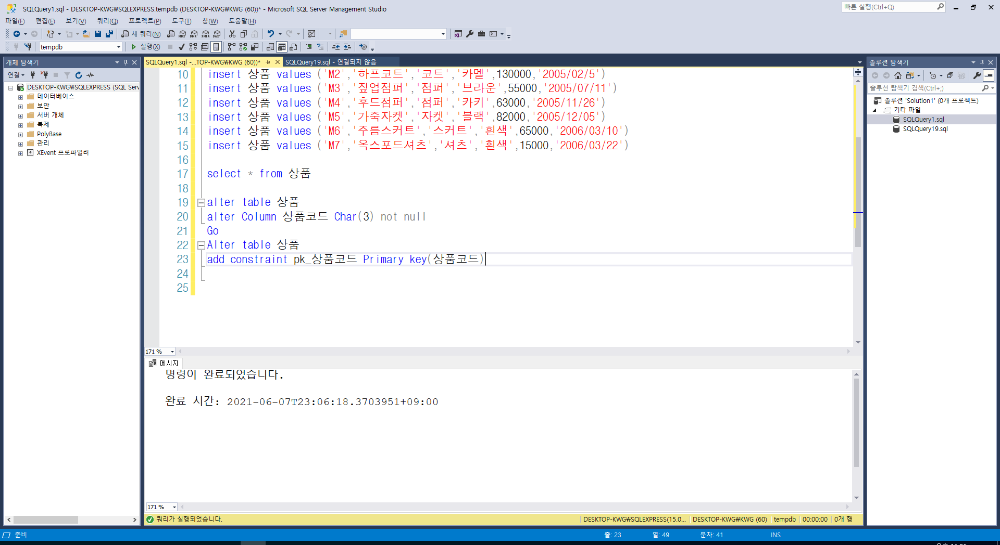 SQLQuery1.sql - DESKTOP-KWG\SQLEXPRESS.tempdb (DESKTOP-KWG\KWG (60))* - Microsoft SQL Server Management Studio
빠른 실행(Ctrl+Q)
파일(F) 편집(E) 보기(V) 쿼리(Q) 프로젝트(P) 도구(T) 창(W) 도움말(H)
새 쿼리(N)
MDX DMX XMLA DAX
tempdb
실행(X)
개체 탐색기
연결
DESKTOP-KWG₩SQLEXPRESS (SQL Serv
데이터베이스
보안
서버 개체
복제
PolyBase
관리
XEvent 프로파일러
SQLQuery1.sql -...TOP-KWG₩KWG (60))*
SQLQuery19.sql - 연결되지 않음
10 insert 상품 values ('M2','하프코트','코트','카멜',130000,'2005/02/5')
11 insert 상품 values ('M3','짚업점퍼','점퍼','브라운',55000,'2005/07/11')
12 insert 상품 values ('M4','후드점퍼','점퍼','카키',63000,'2005/11/26')
13 insert 상품 values ('M5','가죽자켓','자켓','블랙',82000,'2005/12/05')
14 insert 상품 values ('M6','주름스커트','스커트','흰색',65000,'2006/03/10')
15 insert 상품 values ('M7','옥스포드셔츠','셔츠','흰색',15000,'2006/03/22')
16
17 select * from 상품
18
19 alter table 상품
20 alter Column 상품코드 Char(3) not null
21 Go
22 Alter table 상품
23 add constraint pk_상품코드 Primary key(상품코드)
24
25
171 %
메시지
명령이 완료되었습니다.
완료 시간: 2021-06-07T23:06:18.3703951+09:00
171 %
쿼리가 실행되었습니다.
DESKTOP-KWG₩SQLEXPRESS(15.0...
DESKTOP-KWG₩KWG (60)
tempdb
00:00:00
0개 행
솔루션 탐색기
솔루션 탐색기 검색(Ctrl+;)
솔루션 'Solution1' (0개 프로젝트)
기타 파일
SQLQuery1.sql
SQLQuery19.sql
준비
줄: 23
열: 49
문자: 41
INS